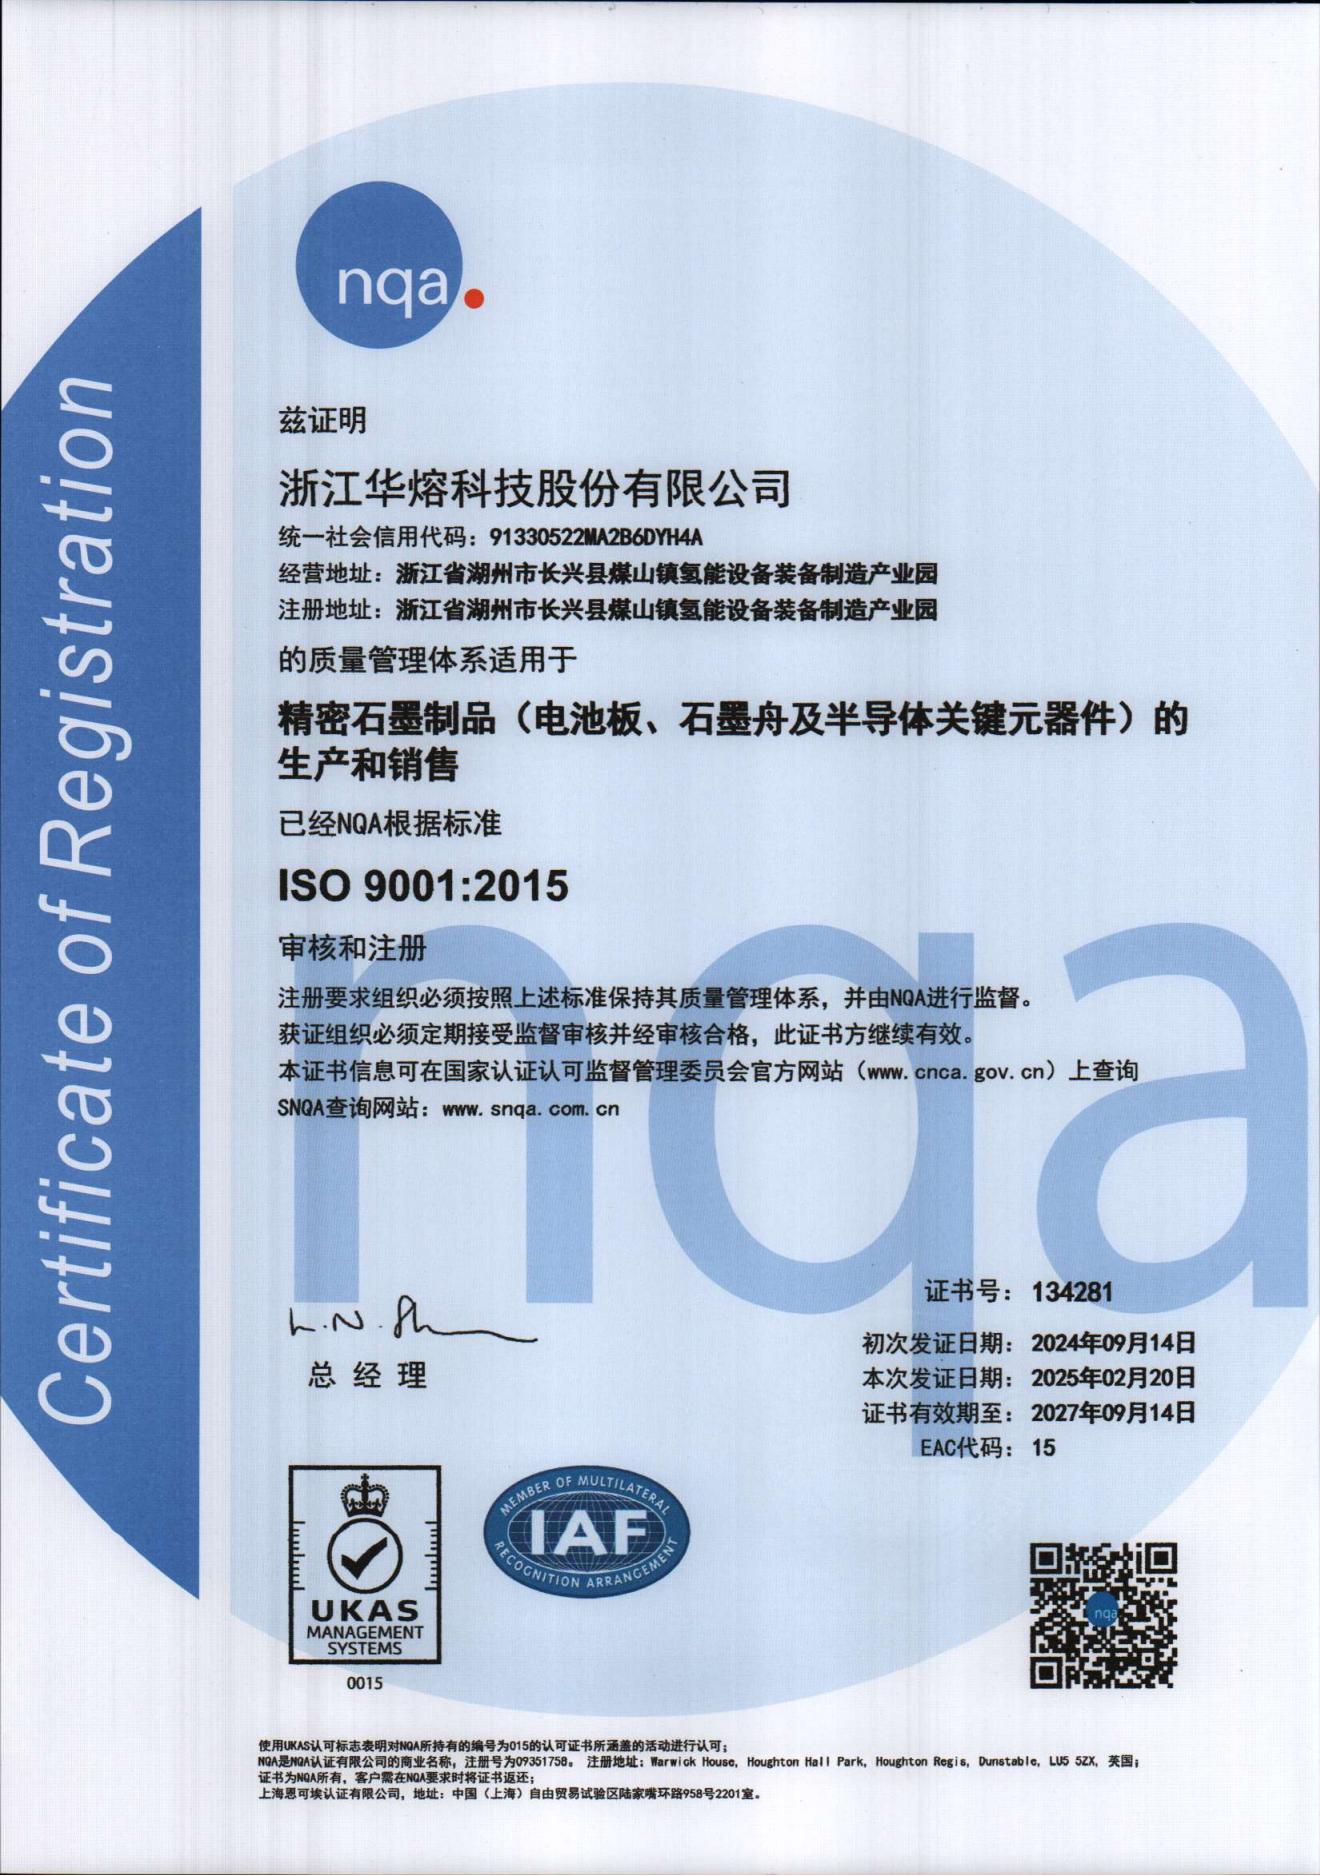 nqa.
Certificate of Registration
兹证明
浙江华熔科技股份有限公司
统一社会信用代码：91330522MA2B6DYH4A
经营地址：浙江省湖州市长兴县煤山镇氢能设备装备制造产业园
注册地址：浙江省湖州市长兴县煤山镇氢能设备装备制造产业园
的质量管理体系适用于
精密石墨制品（电池板、石墨舟及半导体关键元器件）的
生产和销售
已经NQA根据标准
ISO 9001:2015
审核和注册
注册要求组织必须按照上述标准保持其质量管理体系，并由NQA进行监督。
获证组织必须定期接受监督审核并经审核合格，此证书方继续有效。
本证书信息可在国家认证认可监督管理委员会官方网站（www.cnca.gov.cn）上查询
SNQA查询网站：www.snqa.com.cn
nqa
总 经 理
证书号：134281
初次发证日期：2024年09月14日
本次发证日期：2025年02月20日
证书有效期至：2027年09月14日
EAC代码：15
UKAS
MANAGEMENT
SYSTEMS
0015
MEMBER OF MULTILATERAL
IAF
RECOGNITION ARRANGEMENT
nqa
使用UKAS认可标志表明对NQA所持有的编号为015的认可证书所涵盖的活动进行认可；
NQA是NQA认证有限公司的商业名称，注册号为09351758。 注册地址：Warwick House, Houghton Hall Park, Houghton Regis, Dunstable, LU5 5ZX, 英国；
证书为NQA所有，客户需在NQA要求时将证书返还；
上海恩可埃认证有限公司，地址：中国（上海）自由贸易试验区陆家嘴环路958号2201室。